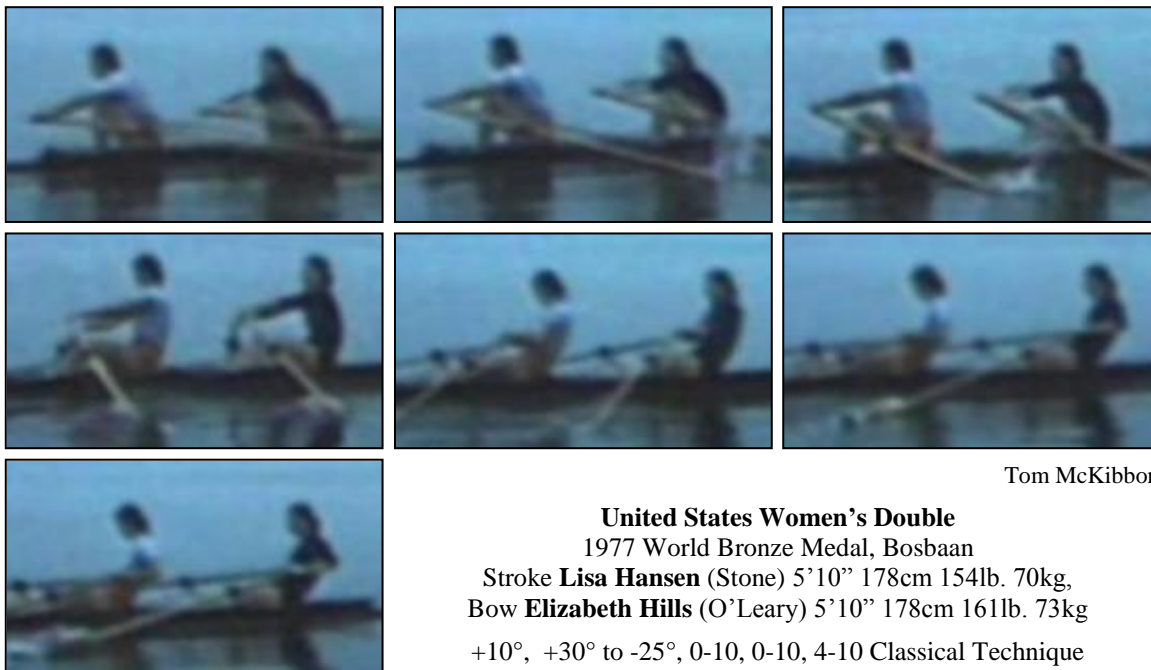 Tom McKibbon
United States Women’s Double
1977 World Bronze Medal, Bosbaan
Stroke Lisa Hansen (Stone) 5’10” 178cm 154lb. 70kg,
Bow Elizabeth Hills (O’Leary) 5’10” 178cm 161lb. 73kg
+10°, +30° to -25°, 0-10, 0-10, 4-10 Classical Technique